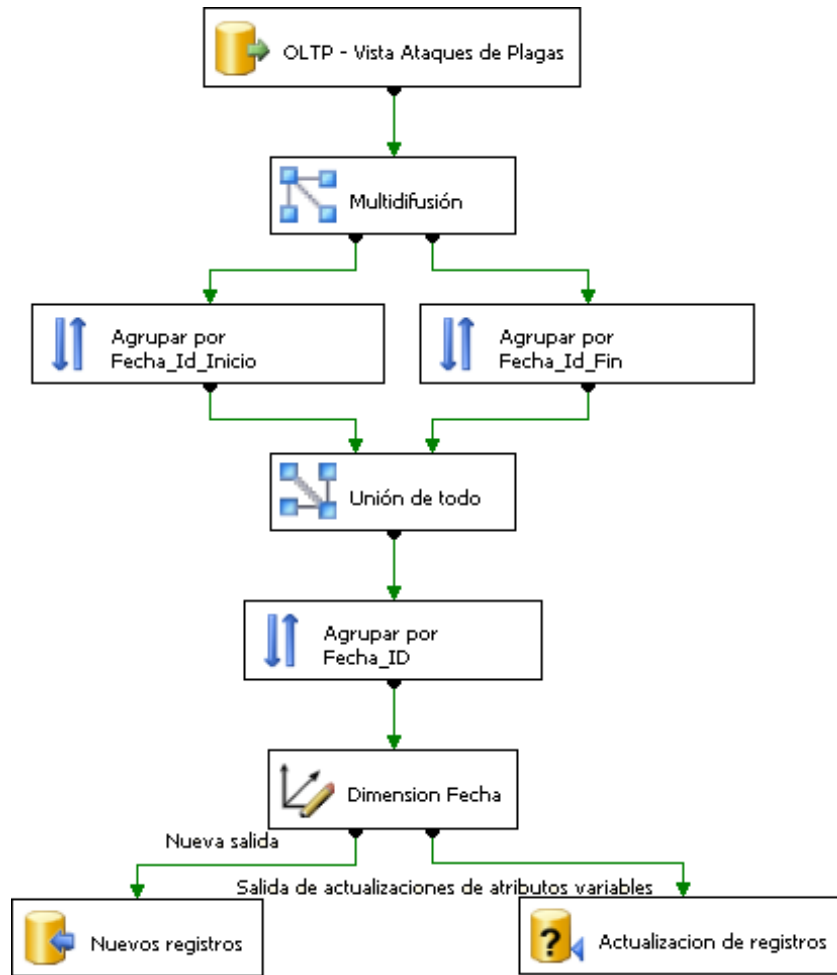 OLTP - Vista Ataques de Plagas
Multidifusión
Agrupar por
Fecha_Id_Inicio
Agrupar por
Fecha_Id_Fin
Unión de todo
Agrupar por
Fecha_ID
Dimension Fecha
Nueva salida
Salida de actualizaciones de atributos variables
Nuevos registros
Actualizacion de registros